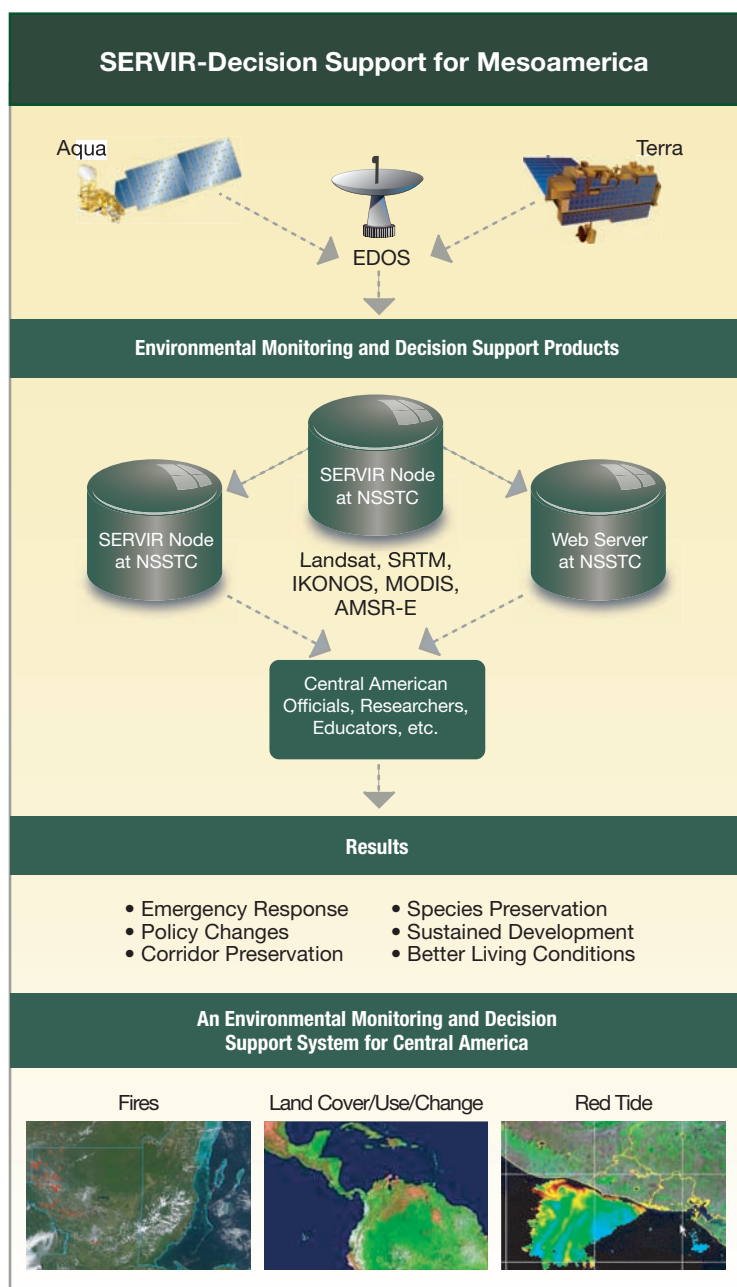 SERVIR-Decision Support for Mesoamerica
Aqua
Terra
EDOS
Environmental Monitoring and Decision Support Products
SERVIR Node
at NSSTC
SERVIR Node
at NSSTC
Web Server
at NSSTC
Landsat, SRTM,
IKONOS, MODIS,
AMSR-E
Central American
Officials, Researchers,
Educators, etc.
Results
• Emergency Response
• Policy Changes
• Corridor Preservation
• Species Preservation
• Sustained Development
• Better Living Conditions
An Environmental Monitoring and Decision
Support System for Central America
Fires
Land Cover/Use/Change
Red Tide